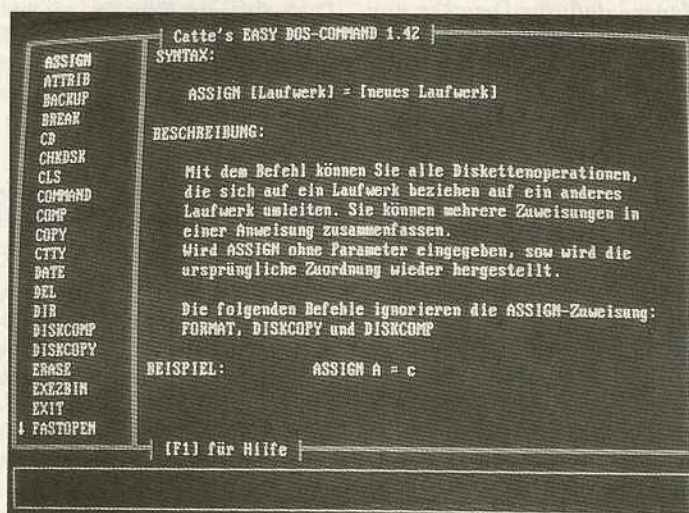 Catte's EASY DOS-COMMAND 1.42
ASSIGN
ATTRIB
BACKUP
BREAK
CD
CHKDSK
CLS
COMMAND
COMP
COPY
CTTY
DATE
DEL
DIR
DISKCOMP
DISKCOPY
ERASE
EXE2BIN
EXIT
↓ FASTOPEN
SYNTAX:
ASSIGN [Laufwerk] = [neues Laufwerk]
BESCHREIBUNG:
Mit dem Befehl können Sie alle Diskettenoperationen,
die sich auf ein Laufwerk beziehen auf ein anderes
Laufwerk umleiten. Sie können mehrere Zuweisungen in
einer Anweisung zusammenfassen.
Wird ASSIGN ohne Parameter eingegeben, sow wird die
ursprüngliche Zuordnung wieder hergestellt.
Die folgenden Befehle ignorieren die ASSIGN-Zuweisung:
FORMAT, DISKCOPY und DISKCOMP
BEISPIEL: ASSIGN A = c
[F1] für Hilfe